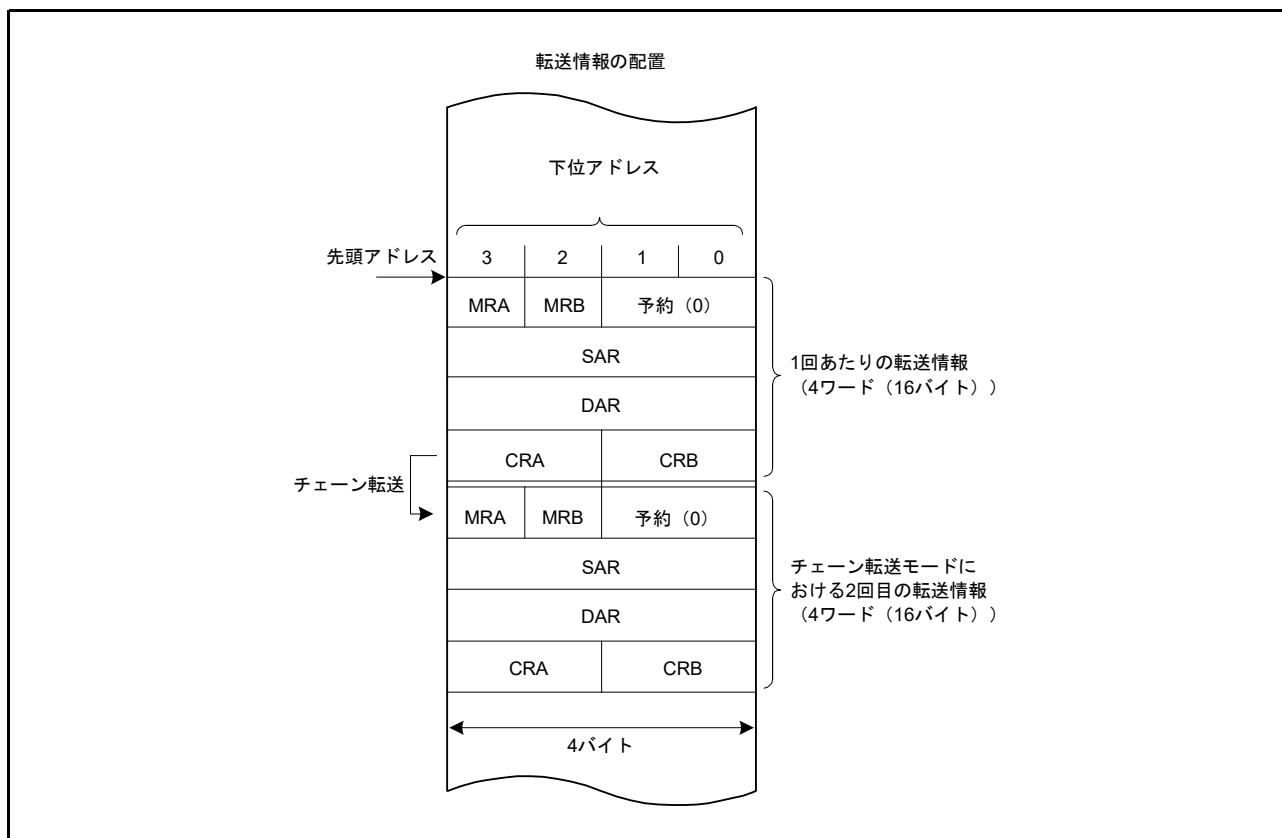 転送情報の配置
下位アドレス
先頭アドレス
3 2 1 0
MRA MRB 予約（0）
SAR
DAR
CRA CRB
1回あたりの転送情報
（4ワード（16バイト））
チェーン転送
MRA MRB 予約（0）
SAR
DAR
CRA CRB
チェーン転送モードに
おける2回目の転送情報
（4ワード（16バイト））
4バイト